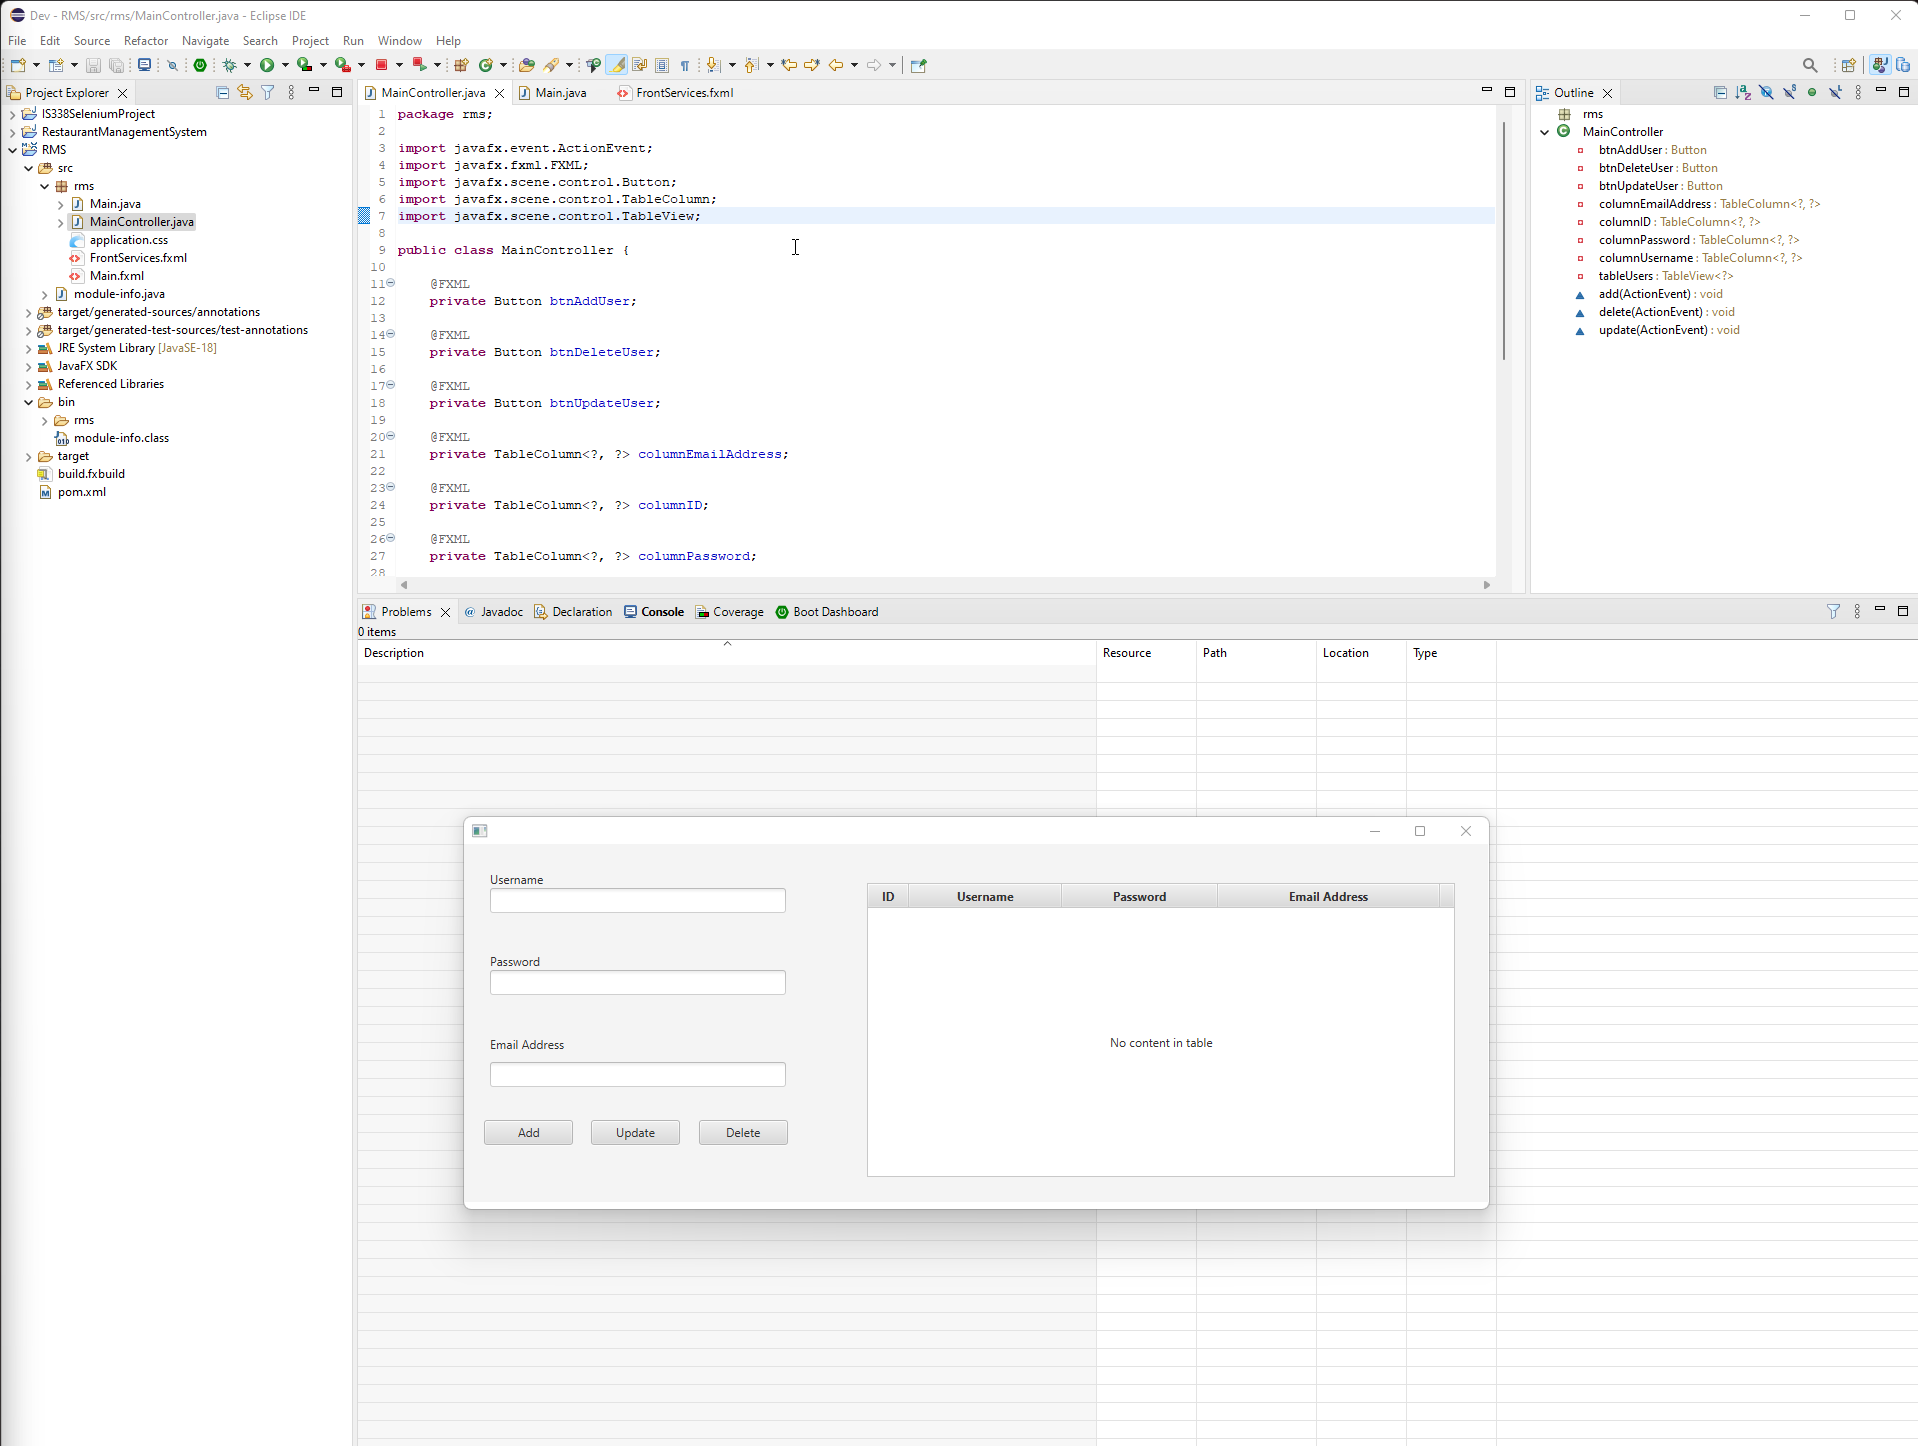 Dev - RMS/src/rms/MainController.java - Eclipse IDE
File Edit Source Refactor Navigate Search Project Run Window Help
Project Explorer
IS338SeleniumProject
RestaurantManagementSystem
RMS
src
rms
Main.java
MainController.java
application.css
FrontServices.fxml
Main.fxml
module-info.java
target/generated-sources/annotations
target/generated-test-sources/test-annotations
JRE System Library [JavaSE-18]
JavaFX SDK
Referenced Libraries
bin
rms
module-info.class
target
build.fxbuild
pom.xml
MainController.java Main.java FrontServices.fxml
1 package rms;
2
3 import javafx.event.ActionEvent;
4 import javafx.fxml.FXML;
5 import javafx.scene.control.Button;
6 import javafx.scene.control.TableColumn;
7 import javafx.scene.control.TableView;
8
9 public class MainController {
10
11 @FXML
12 private Button btnAddUser;
13
14 @FXML
15 private Button btnDeleteUser;
16
17 @FXML
18 private Button btnUpdateUser;
19
20 @FXML
21 private TableColumn<?, ?> columnEmailAddress;
22
23 @FXML
24 private TableColumn<?, ?> columnID;
25
26 @FXML
27 private TableColumn<?, ?> columnPassword;
28
Outline
rms
MainController
btnAddUser : Button
btnDeleteUser : Button
btnUpdateUser : Button
columnEmailAddress : TableColumn<?, ?>
columnID : TableColumn<?, ?>
columnPassword : TableColumn<?, ?>
columnUsername : TableColumn<?, ?>
tableUsers : TableView<?>
add(ActionEvent) : void
delete(ActionEvent) : void
update(ActionEvent) : void
Problems Javadoc Declaration Console Coverage Boot Dashboard
0 items
Description Resource Path Location Type
Username
Password
Email Address
Add Update Delete
ID Username Password Email Address
No content in table